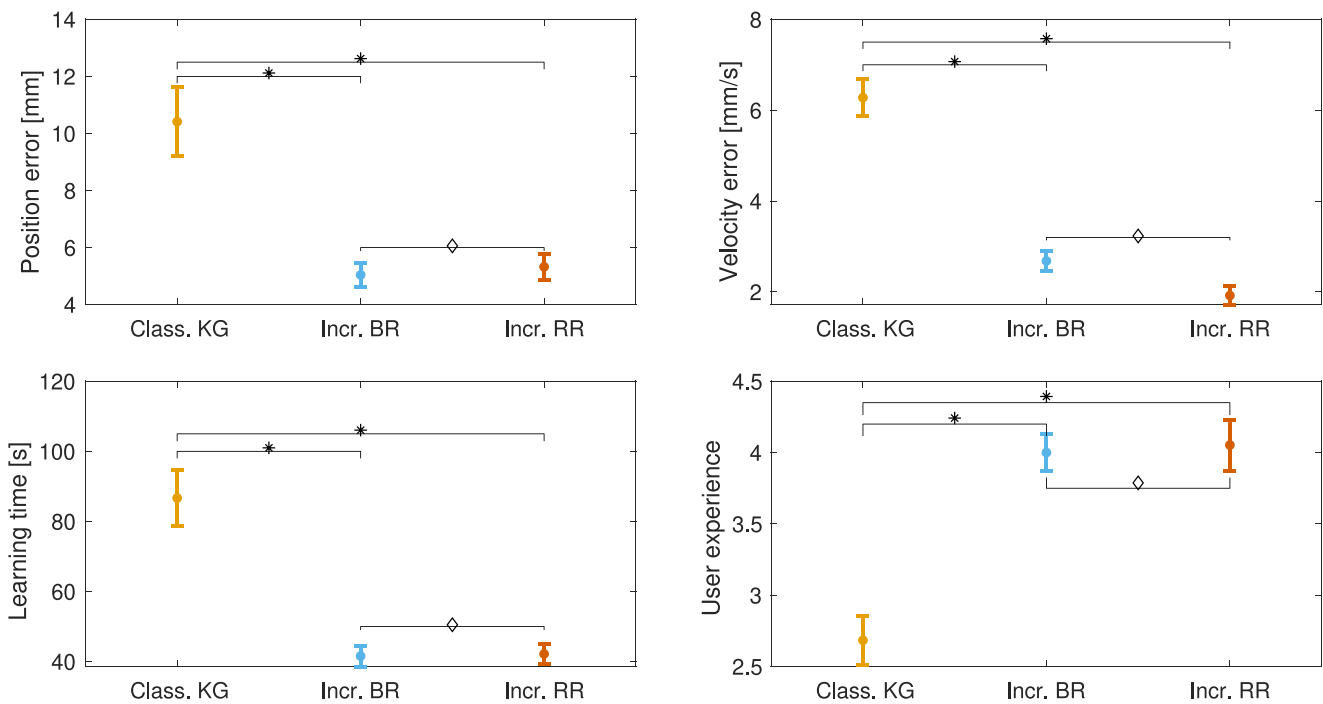 Position error [mm]
14
12
10
8
6
4
Class. KG Incr. BR Incr. RR
Velocity error [mm/s]
8
6
4
2
Class. KG Incr. BR Incr. RR
Learning time [s]
120
100
80
60
40
Class. KG Incr. BR Incr. RR
User experience
4.5
4
3.5
3
2.5
Class. KG Incr. BR Incr. RR